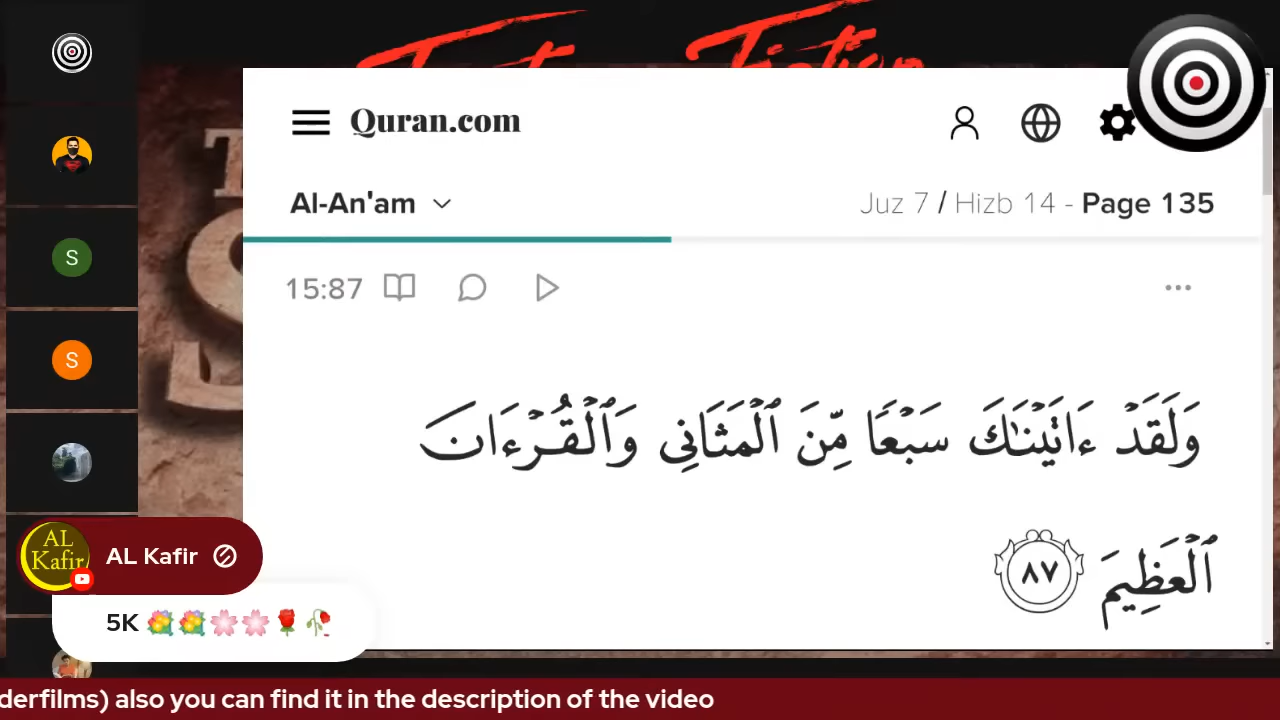 Quran.com
Al-An'am
Juz 7 / Hizb 14 - Page 135
15:87
وَلَقَدْ ءَاتَيْنَـٰكَ سَبْعًا مِّنَ ٱلْمَثَانِى وَٱلْقُرْءَانَ
ٱلْعَظِيمَ ٨٧
S
S
AL Kafir
AL Kafir
5K 💐💐🌸🌸🌹🥀
derfilms) also you can find it in the description of the video